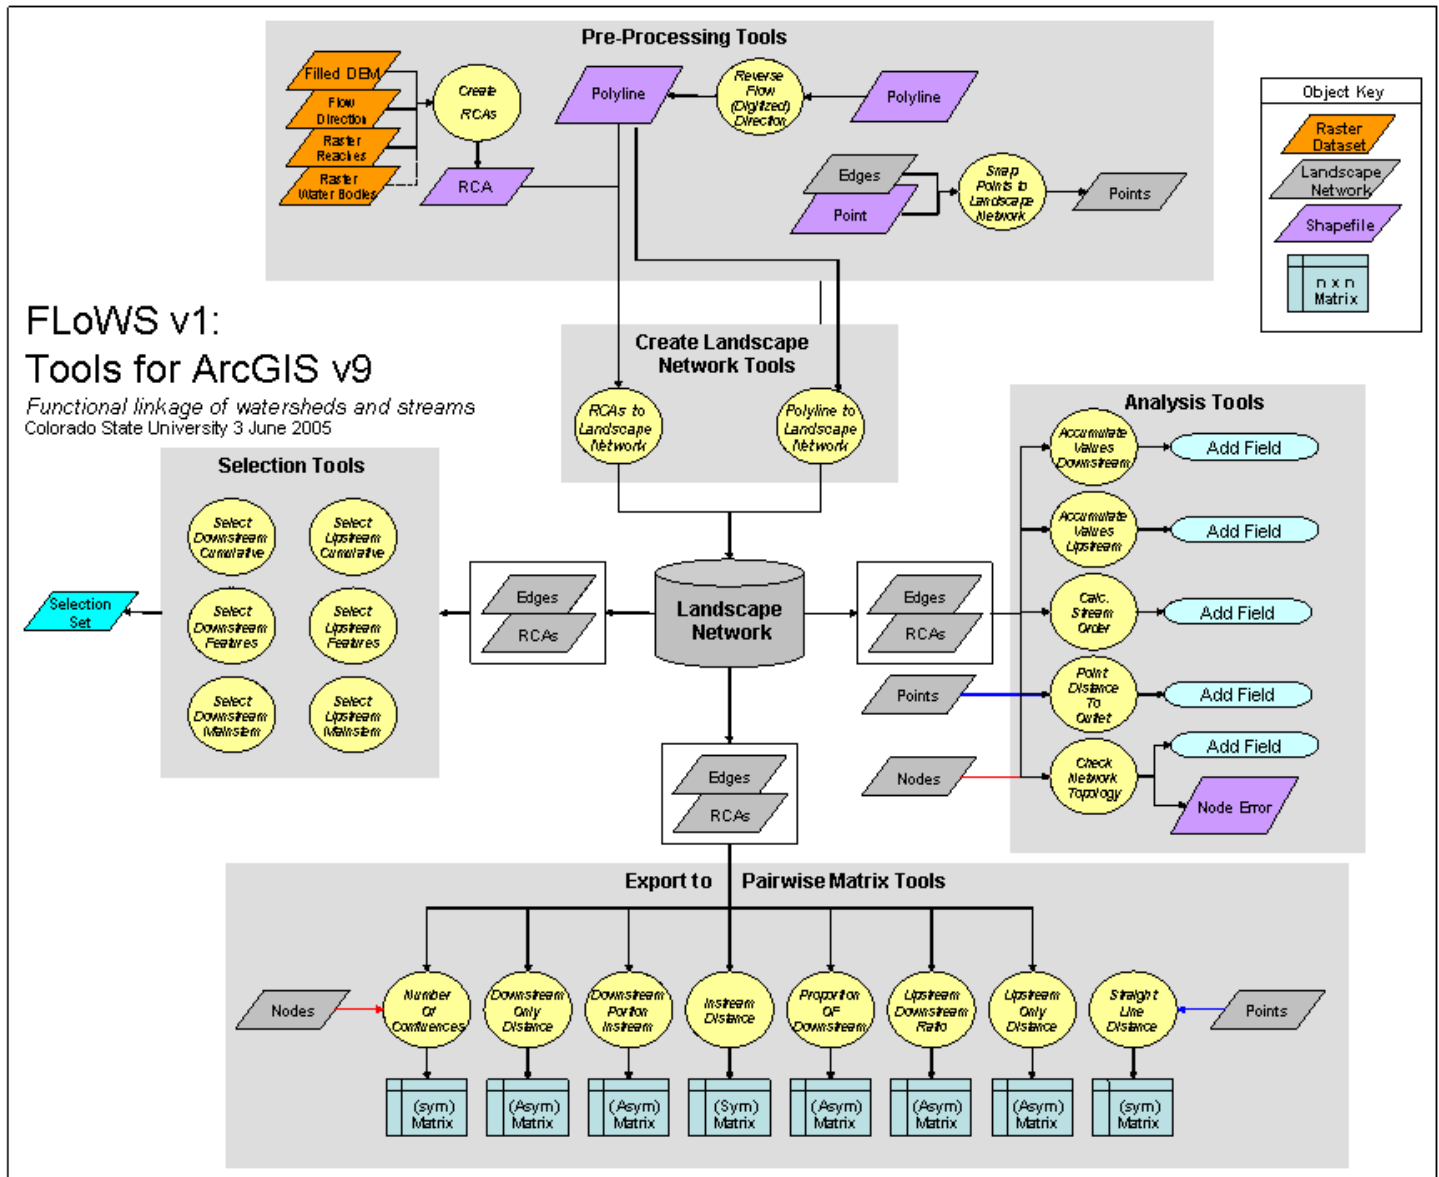 Pre-Processing Tools
Filled DEM
Flow
Direction
Raster
Reaches
Raster
Water Bodies
Create
RCAs
RCA
Polyline
Reverse
Flow
(Digitized)
Direction
Polyline
Edges
Point
Snap
Points to
Landscape
Network
Points
Object Key
Raster
Dataset
Landscape
Network
Shapefile
n x n
Matrix
FLoWS v1:
Tools for ArcGIS v9
Functional linkage of watersheds and streams
Colorado State University 3 June 2005
Create Landscape
Network Tools
RCAs to
Landscape
Network
Polyline to
Landscape
Network
Selection Tools
Select
Downstream
Cumulative
Select
Upstream
Cumulative
Select
Downstream
Features
Select
Upstream
Features
Select
Downstream
Mainstem
Select
Upstream
Mainstem
Selection
Set
Edges
RCAs
Landscape
Network
Edges
RCAs
Points
Nodes
Analysis Tools
Accumulate
Values
Downstream
Add Field
Accumulate
Values
Upstream
Add Field
Calc.
Stream
Order
Add Field
Point
Distance
To
Outlet
Add Field
Check
Network
Topology
Add Field
Node Error
Edges
RCAs
Export to Pairwise Matrix Tools
Nodes
Number
Of
Confluences
Downstream
Only
Distance
Downstream
Portion
Instream
Instream
Distance
Proportion
OF
Downstream
Upstream
Downstream
Ratio
Upstream
Only
Distance
Straight
Line
Distance
Points
(sym)
Matrix
(Asym)
Matrix
(Asym)
Matrix
(Sym)
Matrix
(Asym)
Matrix
(Asym)
Matrix
(Asym)
Matrix
(sym)
Matrix